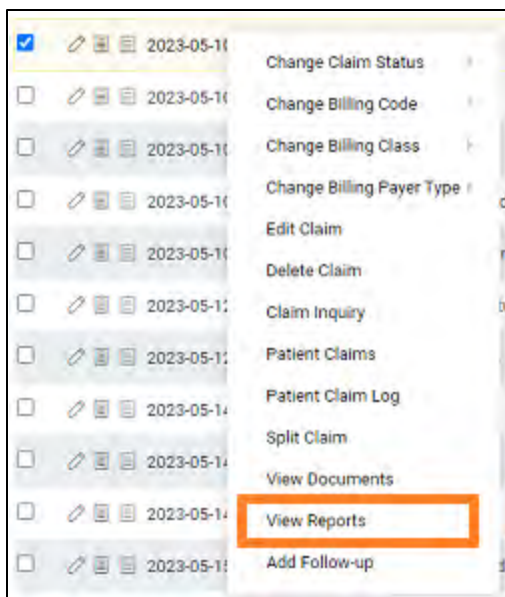 2023-05-10
Change Claim Status
2023-05-10
Change Billing Code
2023-05-10
Change Billing Class
2023-05-10
Change Billing Payer Type
Edit Claim
2023-05-10
Delete Claim
2023-05-12
Claim Inquiry
2023-05-12
Patient Claims
Patient Claim Log
2023-05-14
Split Claim
2023-05-14
View Documents
2023-05-14
View Reports
2023-05-15
Add Follow-up